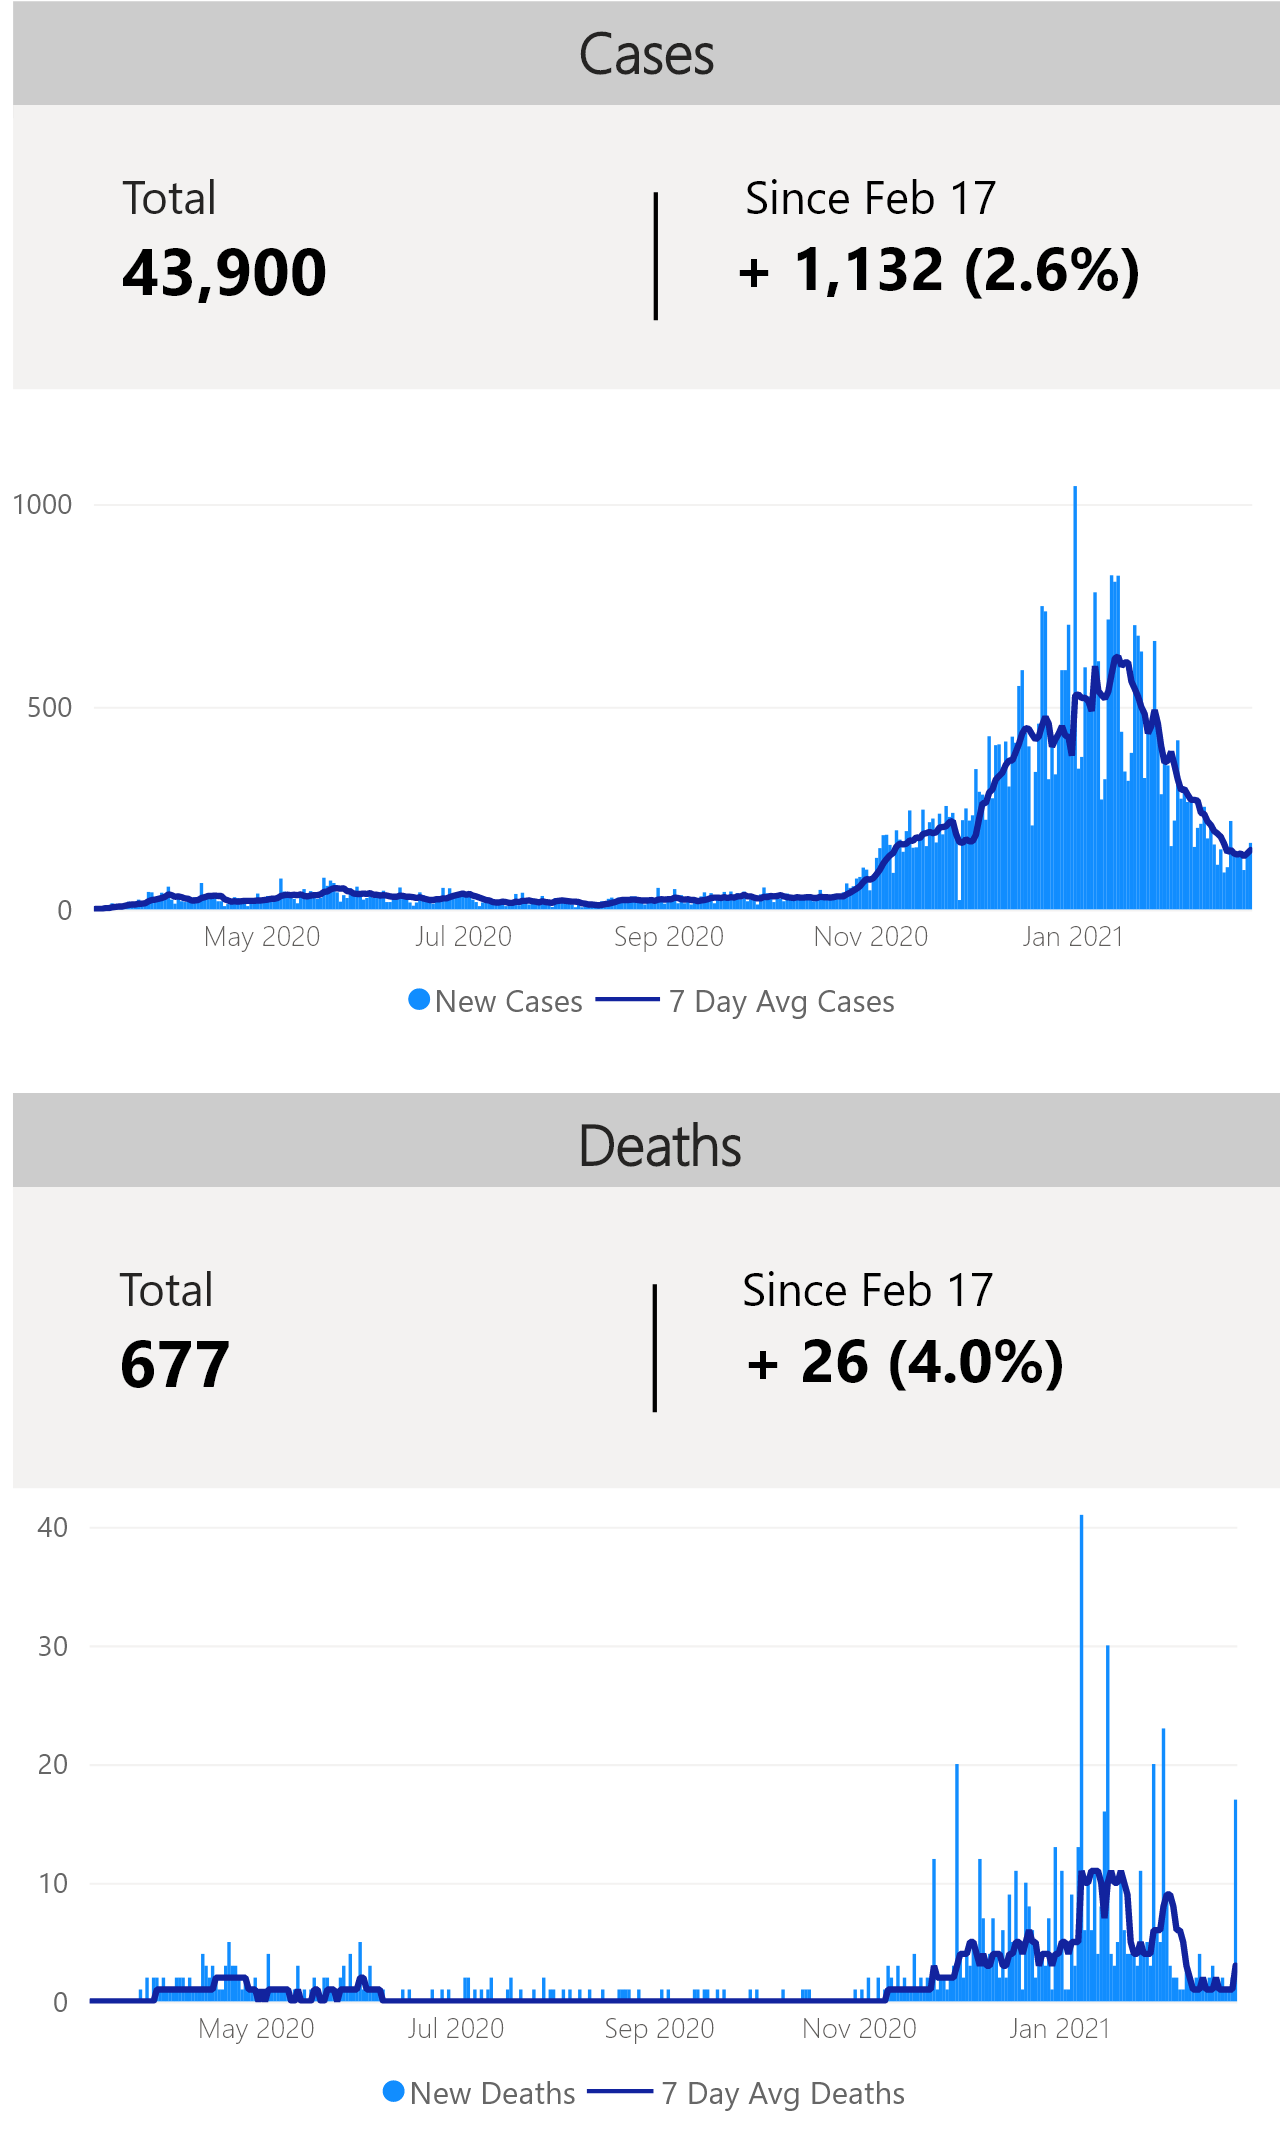 Cases
Total
Since Feb 17
43,900
+ 1,132 (2.6%)
1000
500
0
May 2020 Jul 2020 Sep 2020 Nov 2020 Jan 2021
New Cases 7 Day Avg Cases
Deaths
Total
Since Feb 17
677
+ 26 (4.0%)
40
30
20
10
0
May 2020 Jul 2020 Sep 2020 Nov 2020 Jan 2021
New Deaths 7 Day Avg Deaths